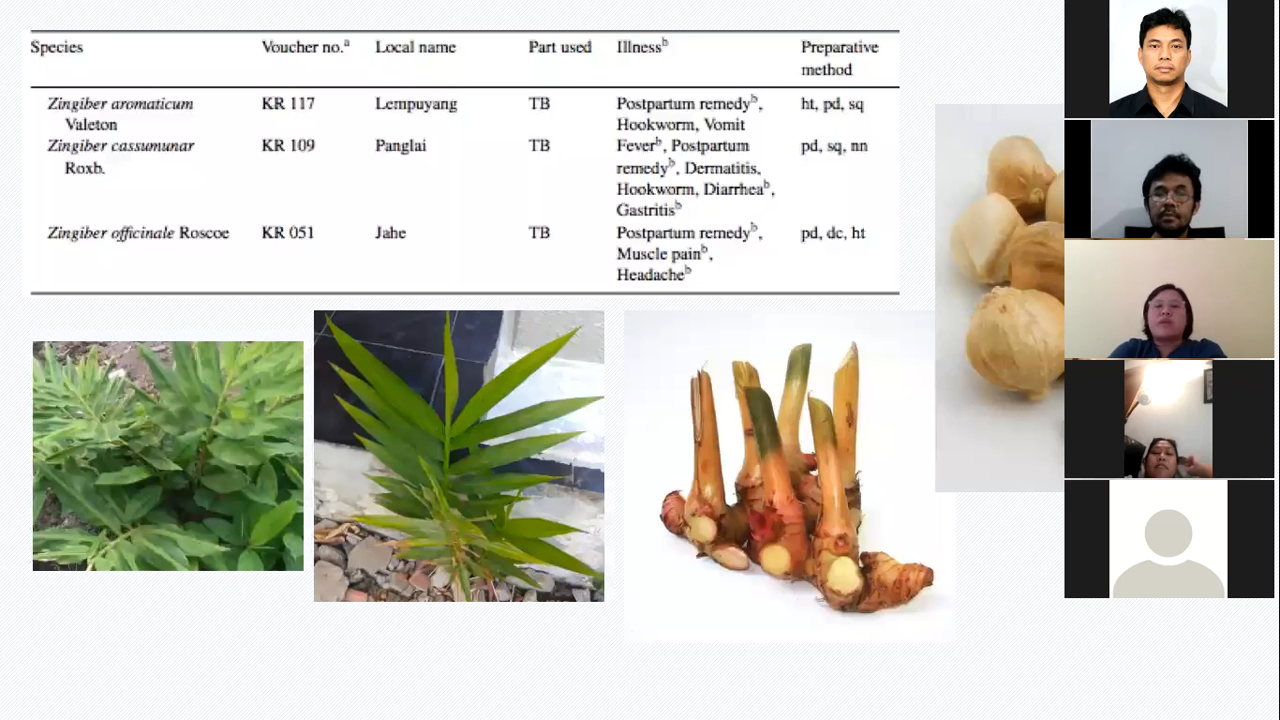 Species Voucher no.a Local name Part used Illnessb Preparative
method
Zingiber aromaticum KR 117 Lempuyang TB Postpartum remedyb, ht, pd, sq
Valeton Hookworm, Vomit
Zingiber cassumunar KR 109 Panglai TB Feverb, Postpartum pd, sq, nn
Roxb. remedyb, Dermatitis,
Hookworm, Diarrheab,
Gastritisb
Zingiber officinale Roscoe KR 051 Jahe TB Postpartum remedyb, pd, dc, ht
Muscle painb,
Headacheb